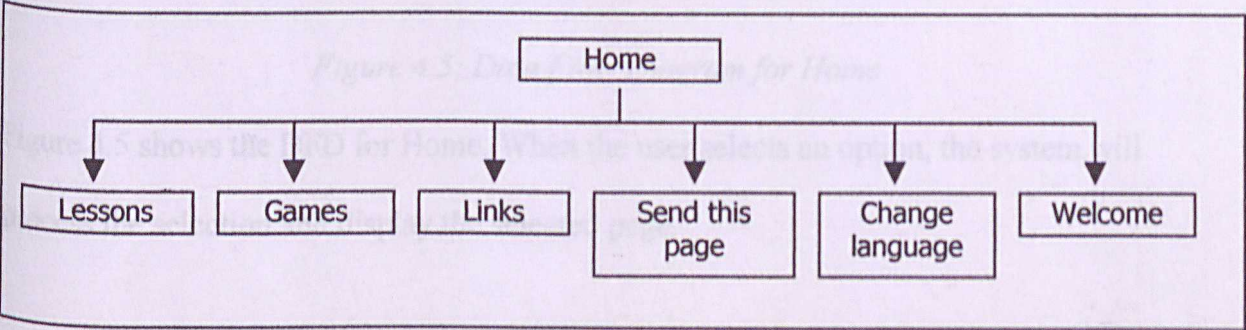 Home
Figure 4.5: Data Flow Diagram for Home
Figure 4.5 shows the DFD for Home. When the user selects an option, the system will
Lessons
Games
Links
Send this
page
Change
language
Welcome
process the selection and display the page